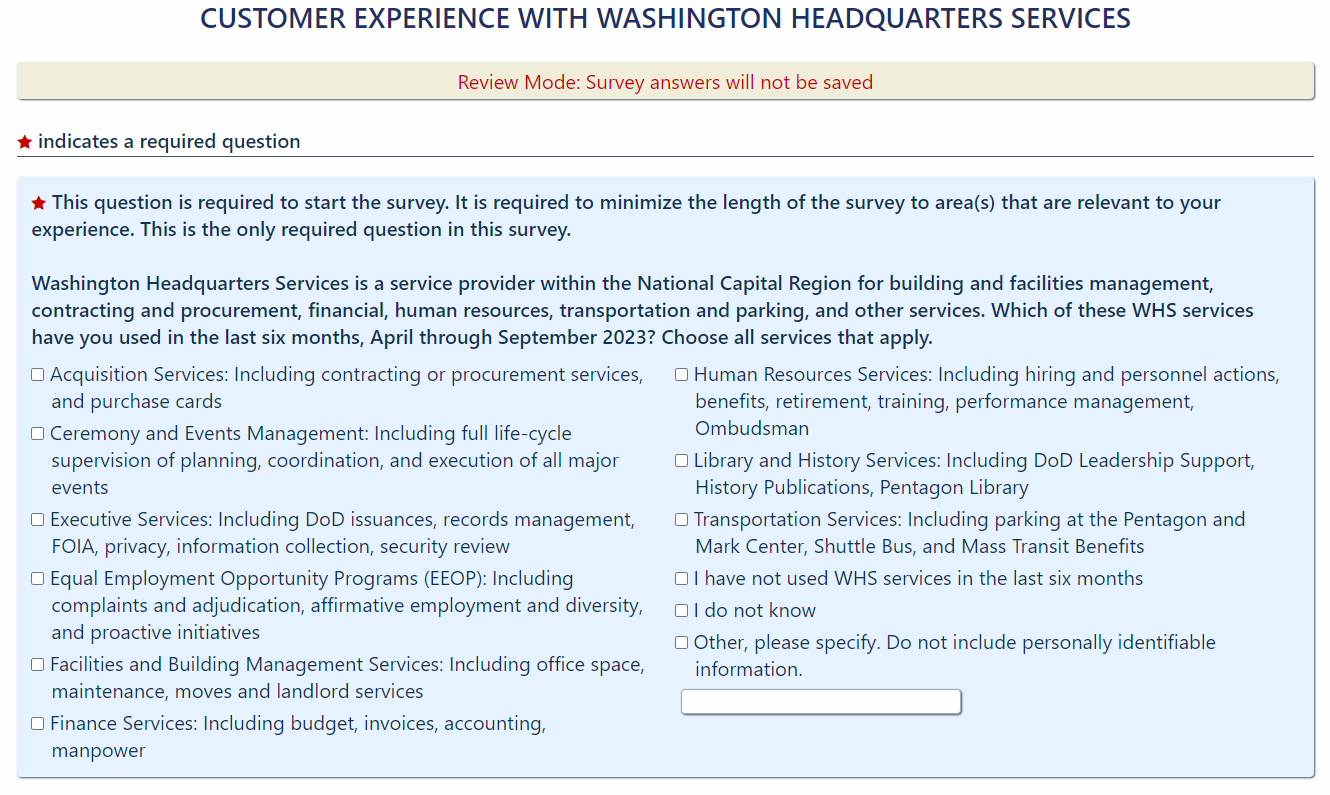 CUSTOMER EXPERIENCE WITH WASHINGTON HEADQUARTERS SERVICES
Review Mode: Survey answers will not be saved
★ indicates a required question
★ This question is required to start the survey. It is required to minimize the length of the survey to area(s) that are relevant to your
experience. This is the only required question in this survey.
Washington Headquarters Services is a service provider within the National Capital Region for building and facilities management,
contracting and procurement, financial, human resources, transportation and parking, and other services. Which of these WHS services
have you used in the last six months, April through September 2023? Choose all services that apply.
Acquisition Services: Including contracting or procurement services,
and purchase cards
Ceremony and Events Management: Including full life-cycle
supervision of planning, coordination, and execution of all major
events
Executive Services: Including DoD issuances, records management,
FOIA, privacy, information collection, security review
Equal Employment Opportunity Programs (EEOP): Including
complaints and adjudication, affirmative employment and diversity,
and proactive initiatives
Facilities and Building Management Services: Including office space,
maintenance, moves and landlord services
Finance Services: Including budget, invoices, accounting,
manpower
Human Resources Services: Including hiring and personnel actions,
benefits, retirement, training, performance management,
Ombudsman
Library and History Services: Including DoD Leadership Support,
History Publications, Pentagon Library
Transportation Services: Including parking at the Pentagon and
Mark Center, Shuttle Bus, and Mass Transit Benefits
I have not used WHS services in the last six months
I do not know
Other, please specify. Do not include personally identifiable
information.